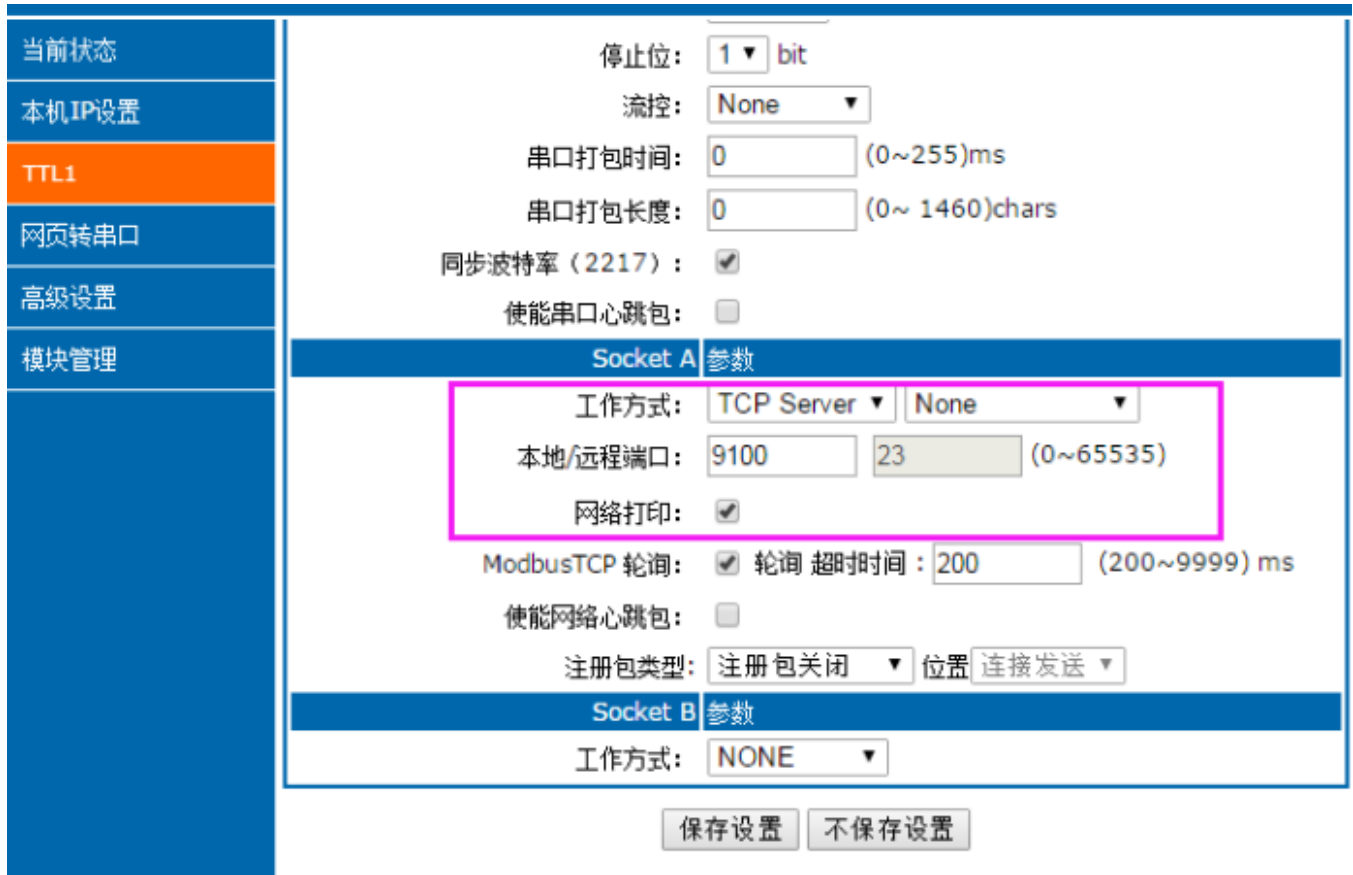 当前状态
本机IP设置
TTL1
网页转串口
高级设置
模块管理
停止位： 1 bit
流控： None
串口打包时间： 0 (0~255)ms
串口打包长度： 0 (0~ 1460)chars
同步波特率（2217）：
使能串口心跳包：
Socket A 参数
工作方式： TCP Server None
本地/远程端口： 9100 23 (0~65535)
网络打印：
ModbusTCP 轮询： 轮询 超时时间：200 (200~9999) ms
使能网络心跳包：
注册包类型: 注册包关闭 位置 连接发送
Socket B 参数
工作方式： NONE
保存设置 不保存设置